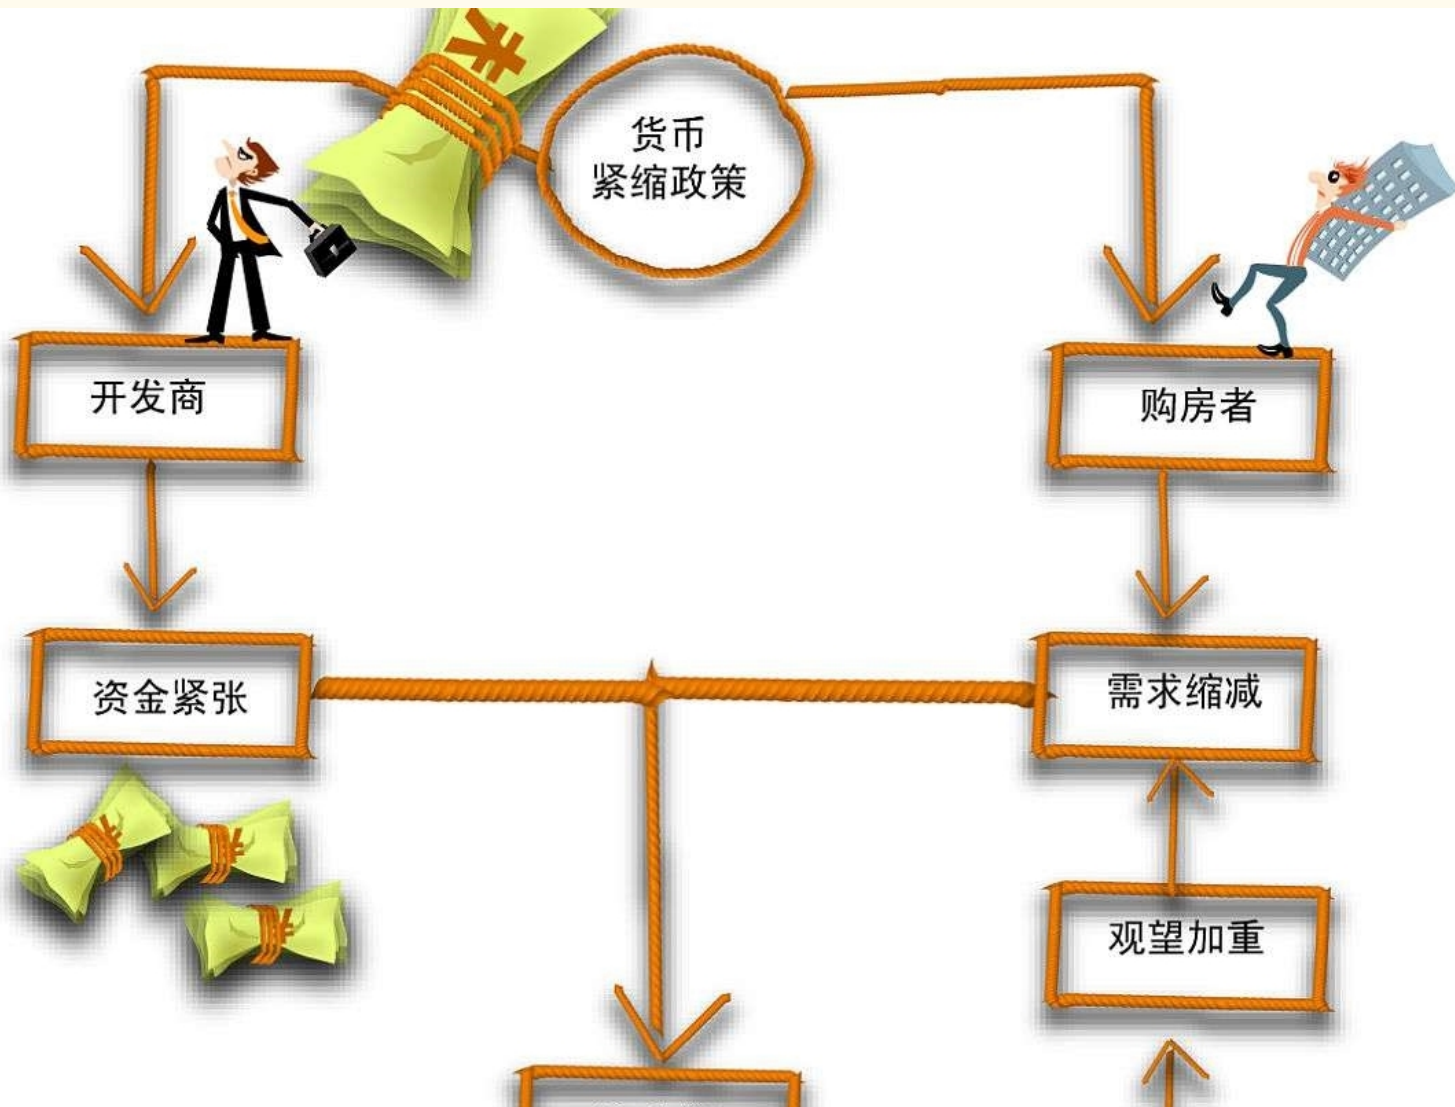 货币
紧缩政策
开发商
购房者
资金紧张
需求缩减
观望加重